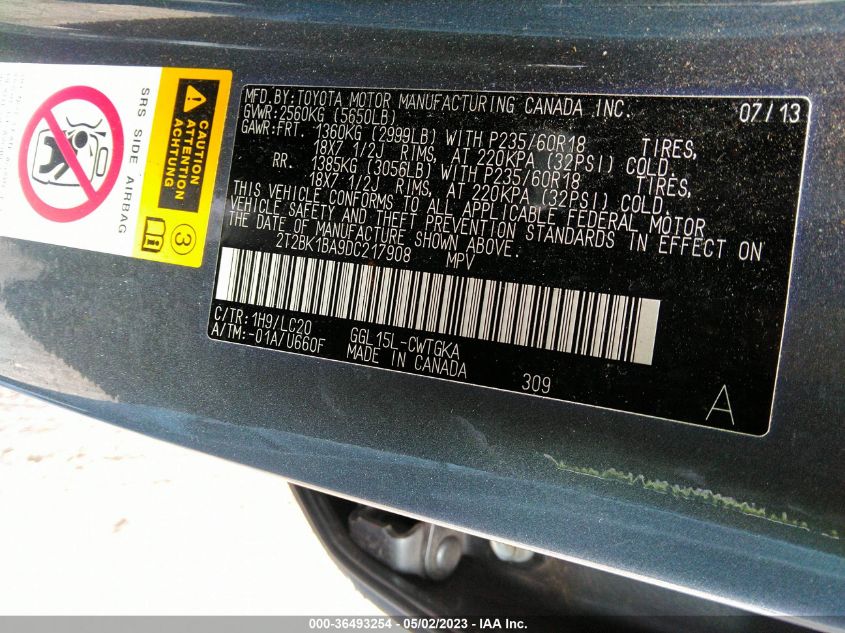 SRS SIDE AIRBAG
CAUTION
ATTENTION
ACHTUNG
3
MFD.BY:TOYOTA MOTOR MANUFACTURING CANADA INC. 07/13
GVWR:2560KG (5650LB)
GAWR:FRT. 1360KG (2999LB) WITH P235/60R18 TIRES,
18X7 1/2J RIMS, AT 220KPA (32PSI) COLD.
RR. 1385KG (3056LB) WITH P235/60R18 TIRES,
18X7 1/2J RIMS, AT 220KPA (32PSI) COLD.
THIS VEHICLE CONFORMS TO ALL APPLICABLE FEDERAL MOTOR
VEHICLE SAFETY AND THEFT PREVENTION STANDARDS IN EFFECT ON
THE DATE OF MANUFACTURE SHOWN ABOVE.
2T2BK1BA9DC217908 MPV
C/TR:1H9/LC20 GGL15L-CWTGKA
A/TM:-01A/U660F MADE IN CANADA
309
A
000-36493254 - 05/02/2023 - IAA Inc.